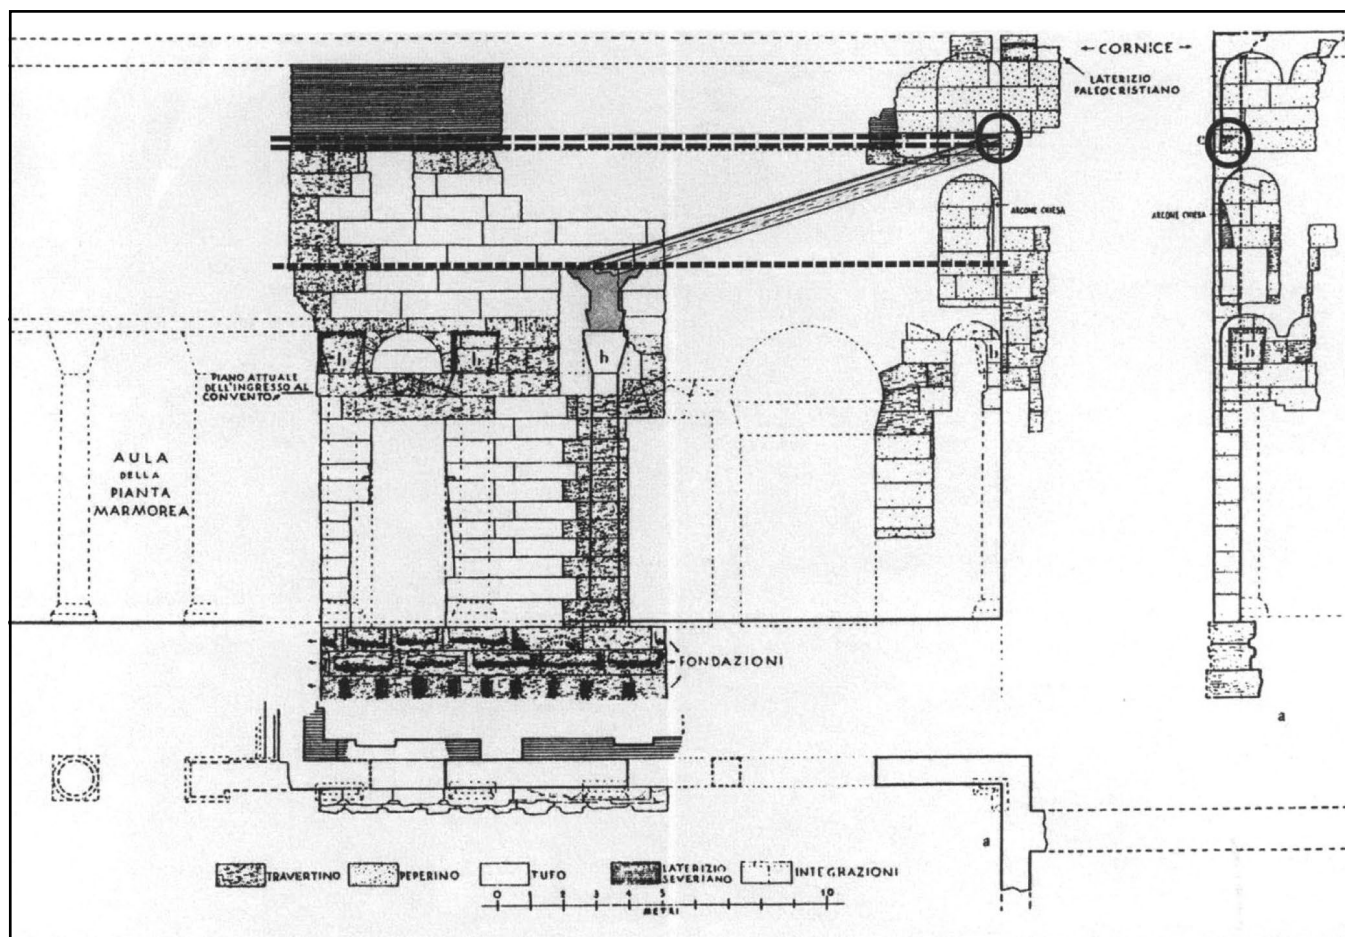 ← CORNICE →
LATERIZIO
PALEOCRISTIANO
c
ARCONE CHIESA
ARCONE CHIESA
h
h
h
h
h
PIANO ATTUALE
DELL'INGRESSO AL
CONVENTO
AULA
DELLA
PIANTA
MARMOREA
FONDAZIONI
a
a
TRAVERTINO
PEPERINO
TUFO
LATERIZIO
SEVERIANO
INTEGRAZIONI
0 1 2 3 4 5 10
METRI